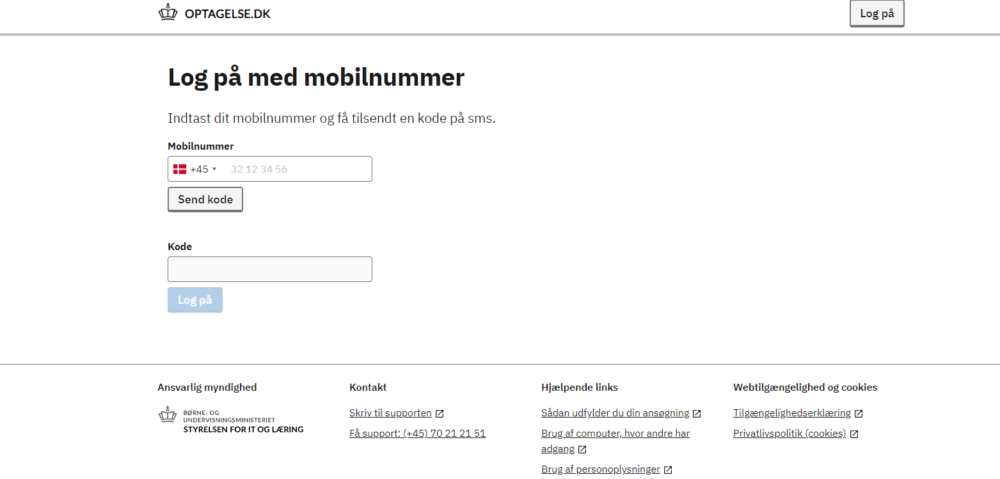 OPTAGELSE.DK
Log på
Log på med mobilnummer
Indtast dit mobilnummer og få tilsendt en kode på sms.
Mobilnummer
+45 32 12 34 56
Send kode
Kode
Log på
Ansvarlig myndighed
BØRNE- OG
UNDERVISNINGSMINISTERIET
STYRELSEN FOR IT OG LÆRING
Kontakt
Skriv til supporten
Få support: (+45) 70 21 21 51
Hjælpende links
Sådan udfylder du din ansøgning
Brug af computer, hvor andre har
adgang
Brug af personoplysninger
Webtilgængelighed og cookies
Tilgængelighedserklæring
Privatlivspolitik (cookies)